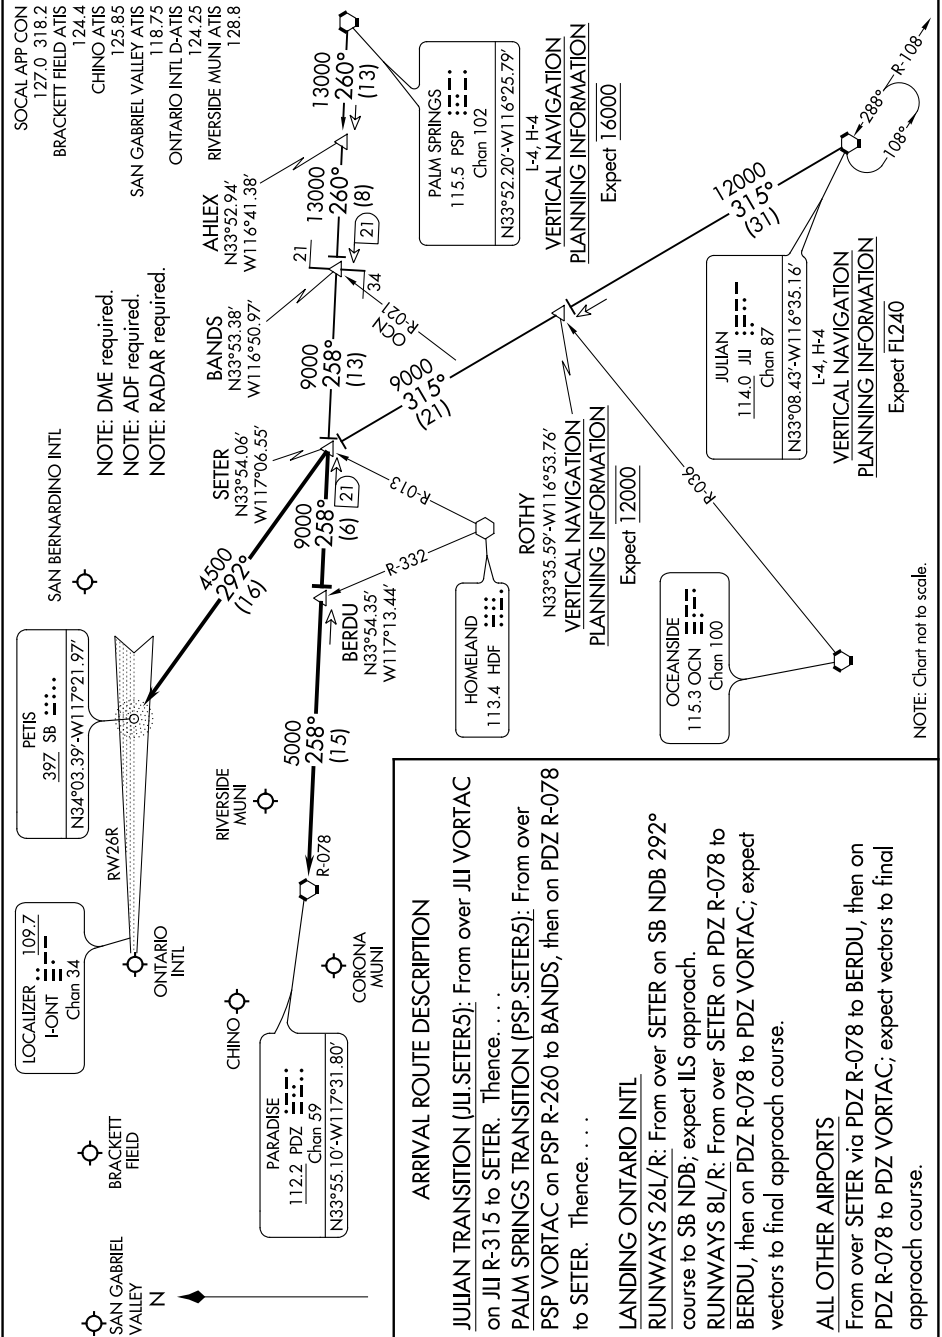 SOCAL APP CON
127.0 318.2
BRACKETT FIELD ATIS
124.4
CHINO ATIS
125.85
SAN GABRIEL VALLEY ATIS
118.75
ONTARIO INTL D-ATIS
124.25
RIVERSIDE MUNI ATIS
128.8
NOTE: DME required.
NOTE: ADF required.
NOTE: RADAR required.
SAN GABRIEL
VALLEY
N
BRACKETT
FIELD
LOCALIZER 109.7
I-ONT
Chan 34
RW26R
ONTARIO
INTL
PETIS
397 SB
N34°03.39'-W117°21.97'
SAN BERNARDINO INTL
CHINO
CORONA
MUNI
RIVERSIDE
MUNI
PARADISE
112.2 PDZ
Chan 59
N33°55.10'-W117°31.80'
R-078
5000
258°
(15)
BERDU
N33°54.35'
W117°13.44'
4500
292°
(16)
9000
258°
(6)
21
SETER
N33°54.06'
W117°06.55'
9000
258°
(13)
BANDS
N33°53.38'
W116°50.97'
21
34
21
OCN
R-021
13000
260°
(8)
AHLEX
N33°52.94'
W116°41.38'
13000
260°
(13)
PALM SPRINGS
115.5 PSP
Chan 102
N33°52.20'-W116°25.79'
L-4, H-4
VERTICAL NAVIGATION
PLANNING INFORMATION
Expect 16000
R-013
R-332
HOMELAND
113.4 HDF
9000
315°
(21)
ROTHY
N33°35.59'-W116°53.76'
VERTICAL NAVIGATION
PLANNING INFORMATION
Expect 12000
12000
315°
(31)
288°
R-108
108°
JULIAN
114.0 JLI
Chan 87
N33°08.43'-W116°35.16'
L-4, H-4
VERTICAL NAVIGATION
PLANNING INFORMATION
Expect FL240
R-036
OCEANSIDE
115.3 OCN
Chan 100
NOTE: Chart not to scale.
ARRIVAL ROUTE DESCRIPTION
JULIAN TRANSITION (JLI.SETER5): From over JLI VORTAC
on JLI R-315 to SETER. Thence. . . .
PALM SPRINGS TRANSITION (PSP.SETER5): From over
PSP VORTAC on PSP R-260 to BANDS, then on PDZ R-078
to SETER. Thence. . . .
LANDING ONTARIO INTL
RUNWAYS 26L/R: From over SETER on SB NDB 292°
course to SB NDB; expect ILS approach.
RUNWAYS 8L/R: From over SETER on PDZ R-078 to
BERDU, then on PDZ R-078 to PDZ VORTAC; expect
vectors to final approach course.
ALL OTHER AIRPORTS
From over SETER via PDZ R-078 to BERDU, then on
PDZ R-078 to PDZ VORTAC; expect vectors to final
approach course.